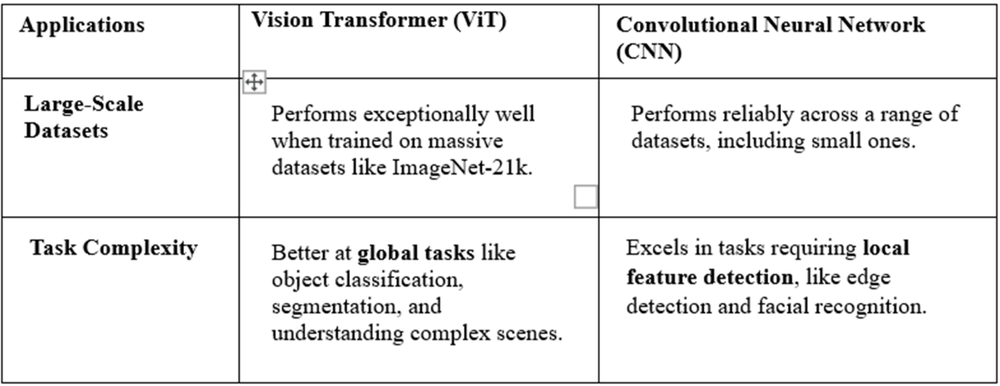 Applications
Vision Transformer (ViT)
Convolutional Neural Network
(CNN)
Large-Scale
Datasets
Performs exceptionally well
when trained on massive
datasets like ImageNet-21k.
Performs reliably across a range of
datasets, including small ones.
Task Complexity
Better at global tasks like
object classification,
segmentation, and
understanding complex scenes.
Excels in tasks requiring local
feature detection, like edge
detection and facial recognition.